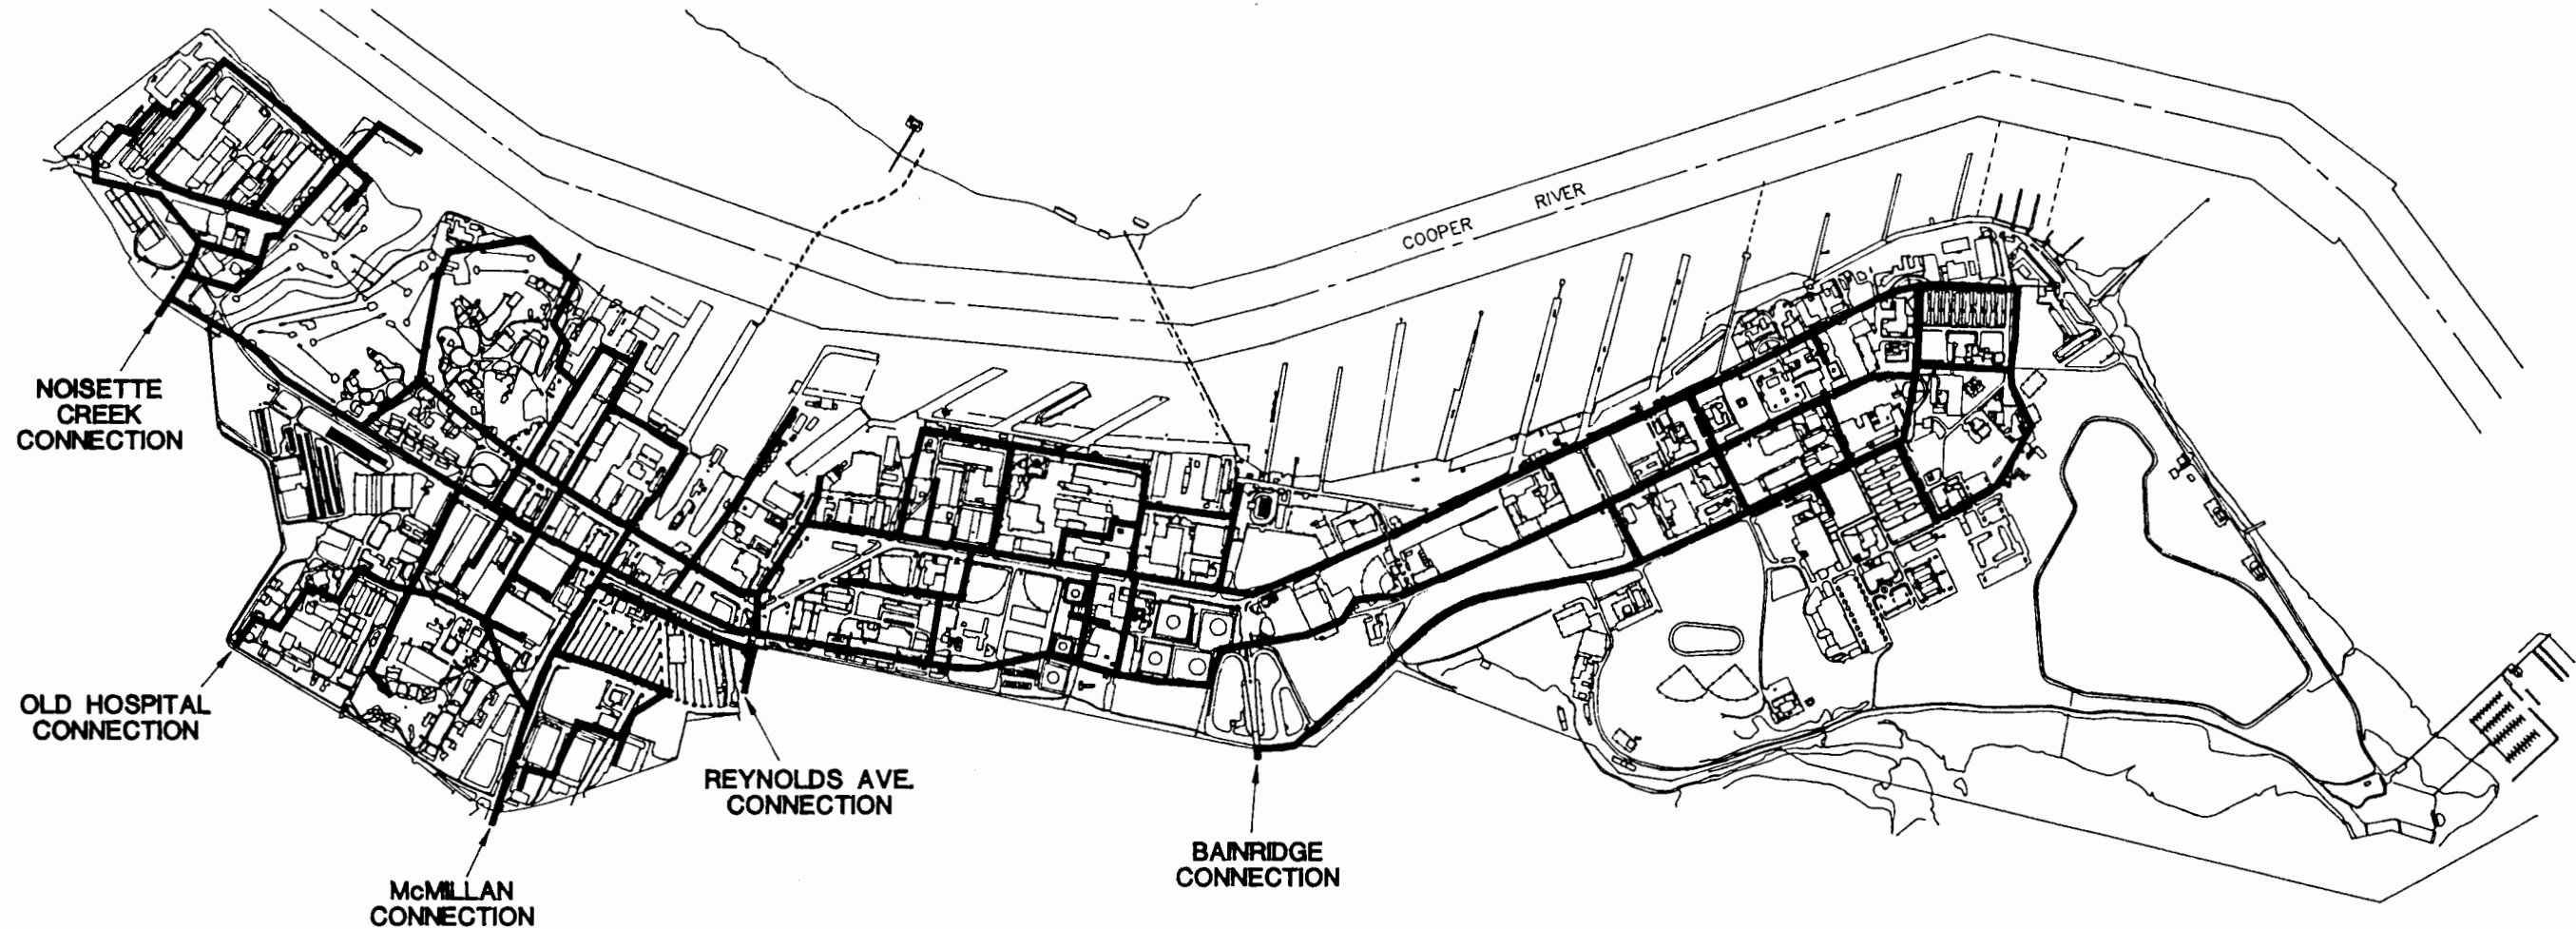 COOPER RIVER
NOISETTE
CREEK
CONNECTION
OLD HOSPITAL
CONNECTION
REYNOLDS AVE.
CONNECTION
BAINRIDGE
CONNECTION
McMILLAN
CONNECTION